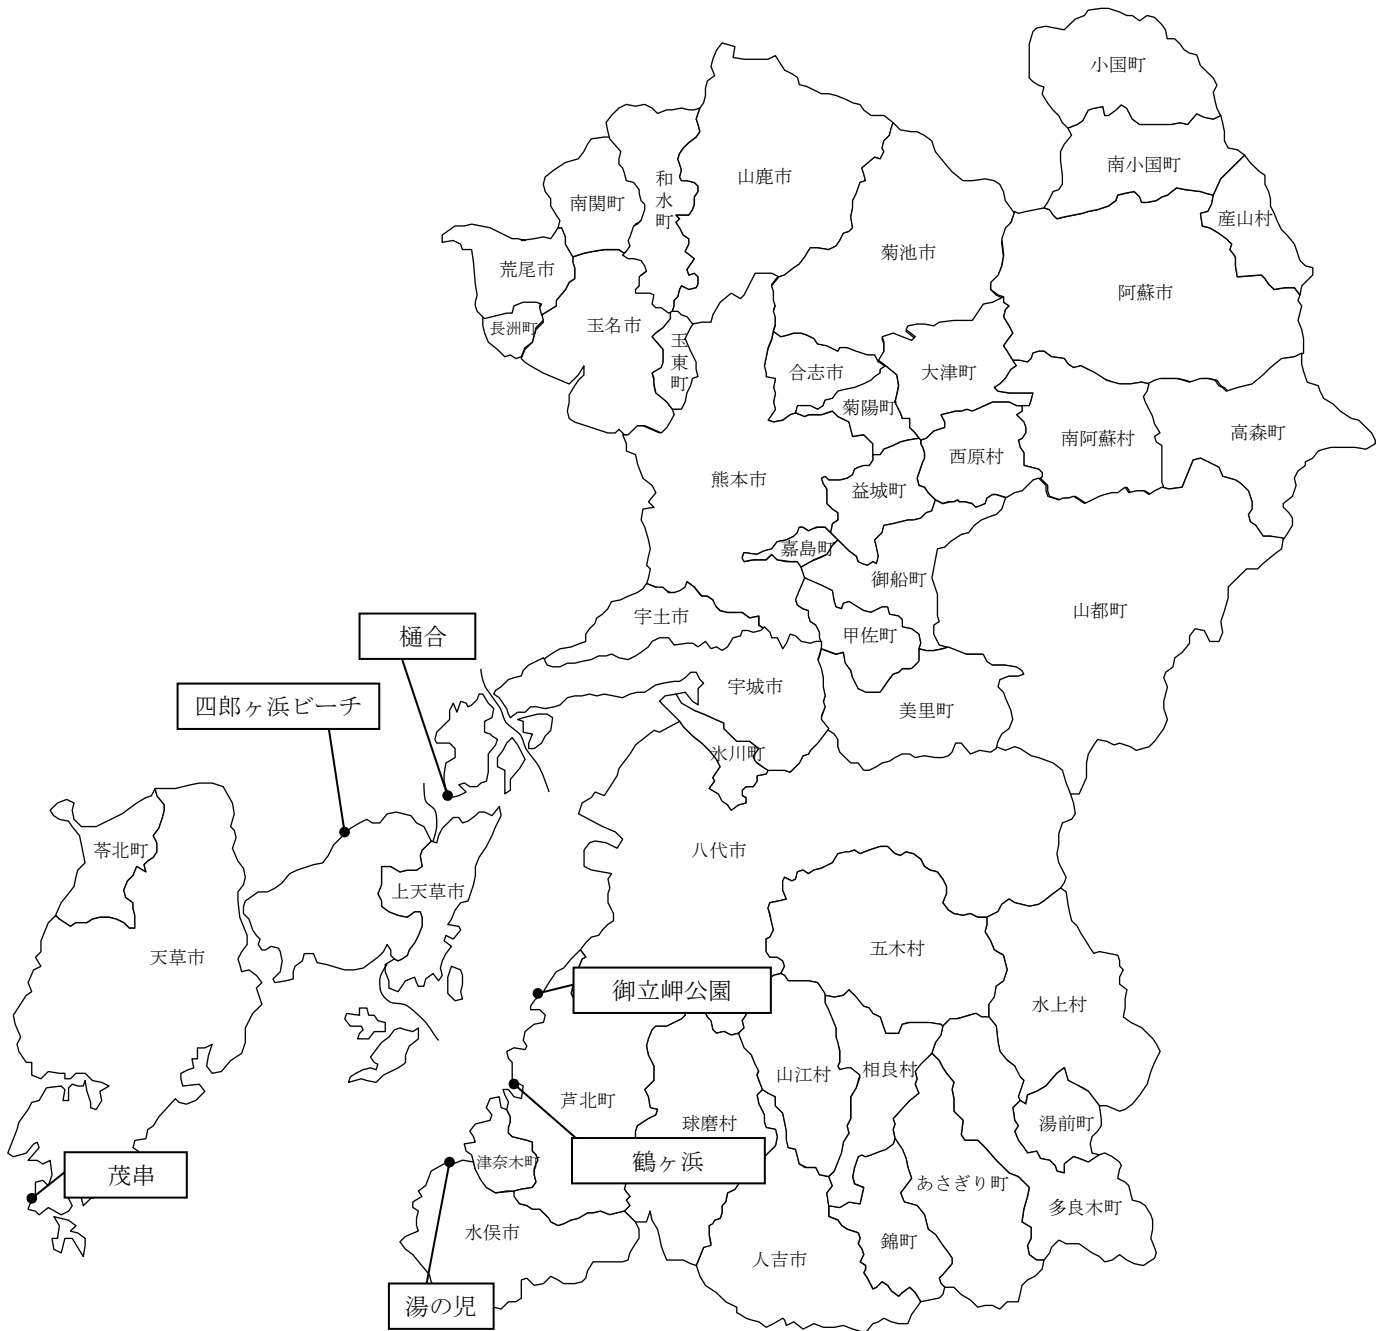 小国町
南小国町
産山村
山鹿市
和水町
南関町
菊池市
荒尾市
阿蘇市
長洲町
玉名市
玉東町
合志市
大津町
菊陽町
西原村
南阿蘇村
高森町
熊本市
益城町
嘉島町
御船町
宇土市
甲佐町
山都町
樋合
宇城市
四郎ヶ浜ビーチ
美里町
氷川町
苓北町
八代市
上天草市
天草市
五木村
御立岬公園
水上村
山江村
相良村
芦北町
球磨村
湯前町
津奈木町
鶴ヶ浜
茂串
あさぎり町
多良木町
水俣市
錦町
人吉市
湯の児